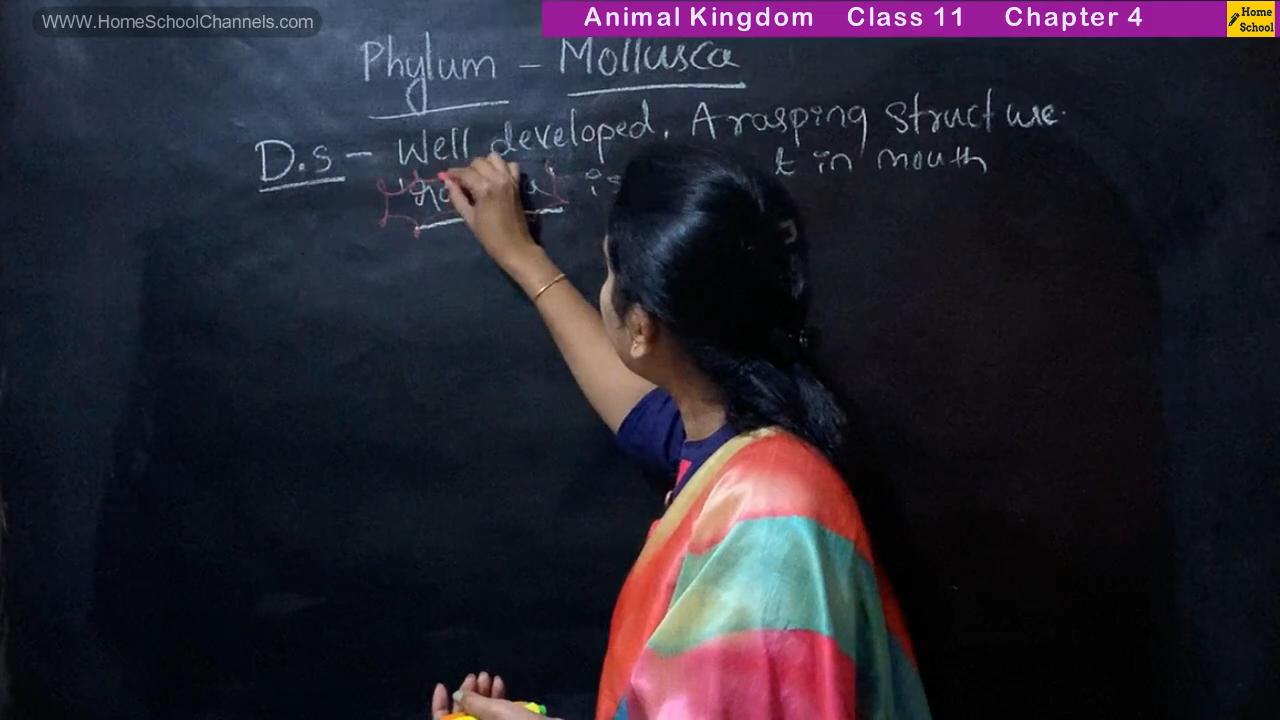 WWW.HomeSchoolChannels.com
Animal Kingdom Class 11 Chapter 4
Home
School
Phylum - Mollusca
D.s - Well developed. A rasping structure
in mouth